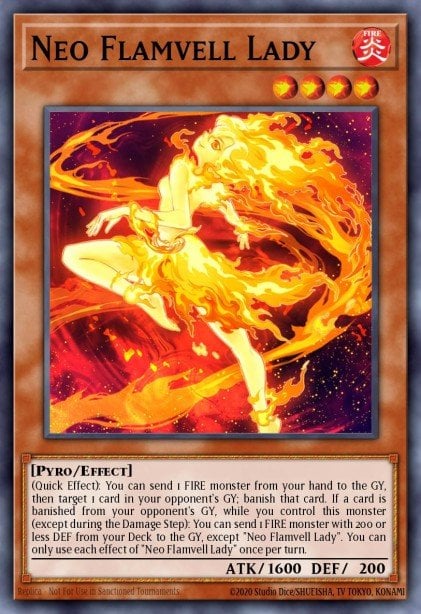 NEO FLAMVELL LADY
FIRE
炎
[PYRO/EFFECT]
(Quick Effect): You can send 1 FIRE monster from your hand to the GY,
then target 1 card in your opponent's GY; banish that card. If a card is
banished from your opponent's GY, while you control this monster
(except during the Damage Step): You can send 1 FIRE monster with 200 or
less DEF from your Deck to the GY, except "Neo Flamvell Lady". You can
only use each effect of "Neo Flamvell Lady" once per turn.
ATK/1600 DEF/ 200
Replica - Not For Use in Sanctioned Tournaments
©2020 Studio Dice/SHUEISHA, TV TOKYO, KONAMI